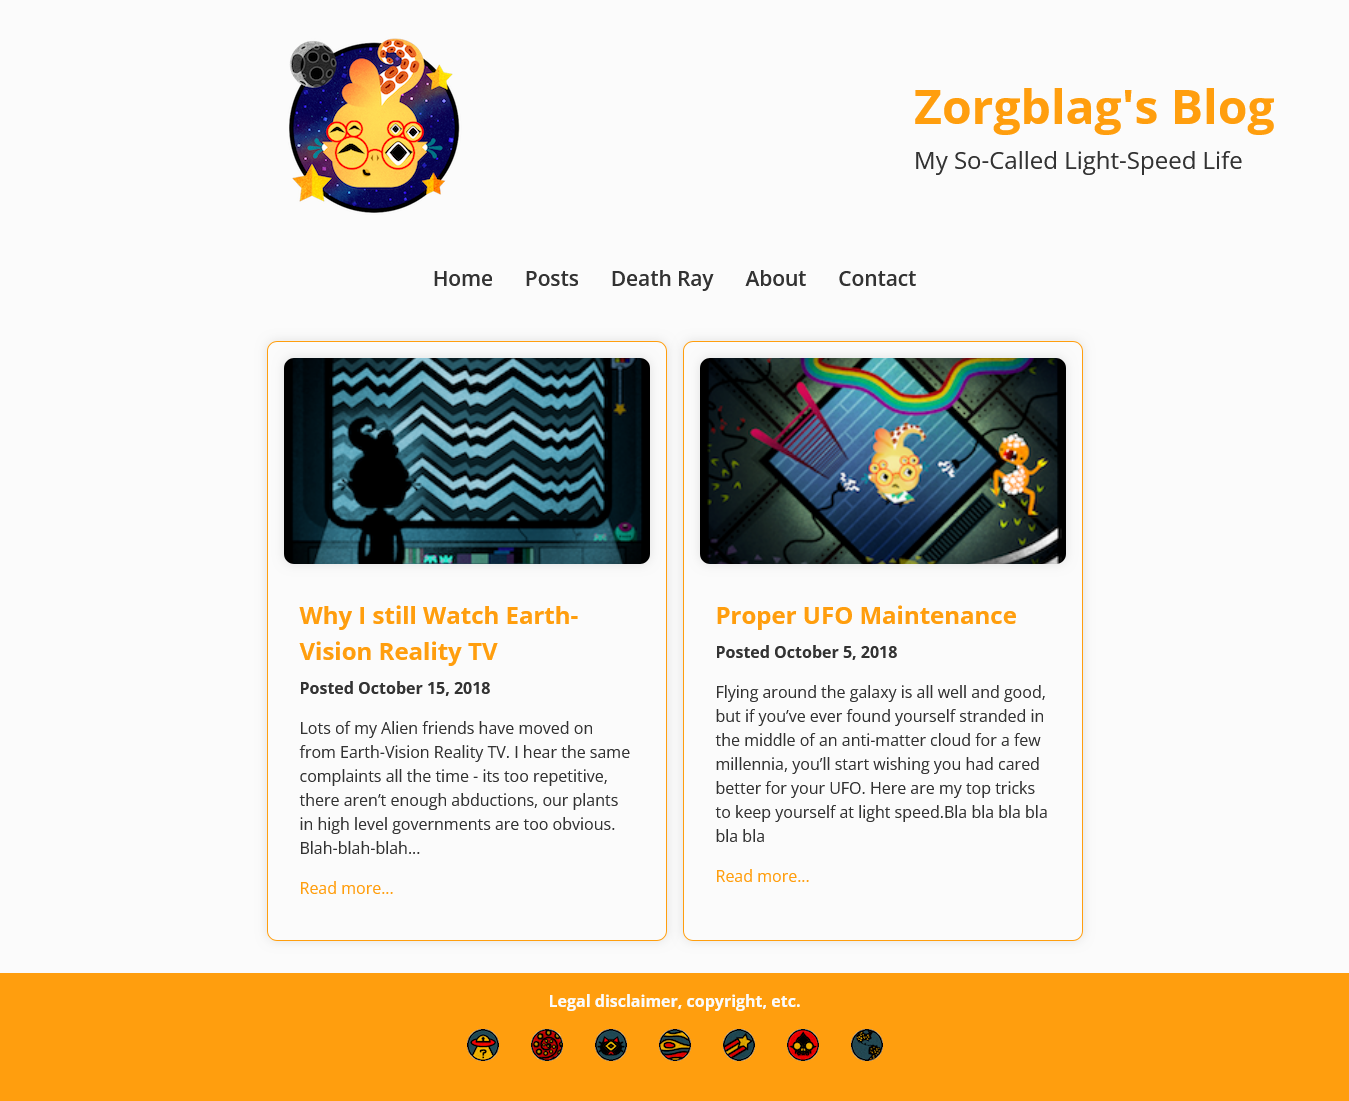 Zorgblag's Blog
My So-Called Light-Speed Life
Home Posts Death Ray About Contact
Why I still Watch Earth-
Vision Reality TV
Posted October 15, 2018
Lots of my Alien friends have moved on
from Earth-Vision Reality TV. I hear the same
complaints all the time - its too repetitive,
there aren’t enough abductions, our plants
in high level governments are too obvious.
Blah-blah-blah...
Read more...
Proper UFO Maintenance
Posted October 5, 2018
Flying around the galaxy is all well and good,
but if you’ve ever found yourself stranded in
the middle of an anti-matter cloud for a few
millennia, you’ll start wishing you had cared
better for your UFO. Here are my top tricks
to keep yourself at light speed.Bla bla bla bla
bla bla
Read more...
Legal disclaimer, copyright, etc.
?